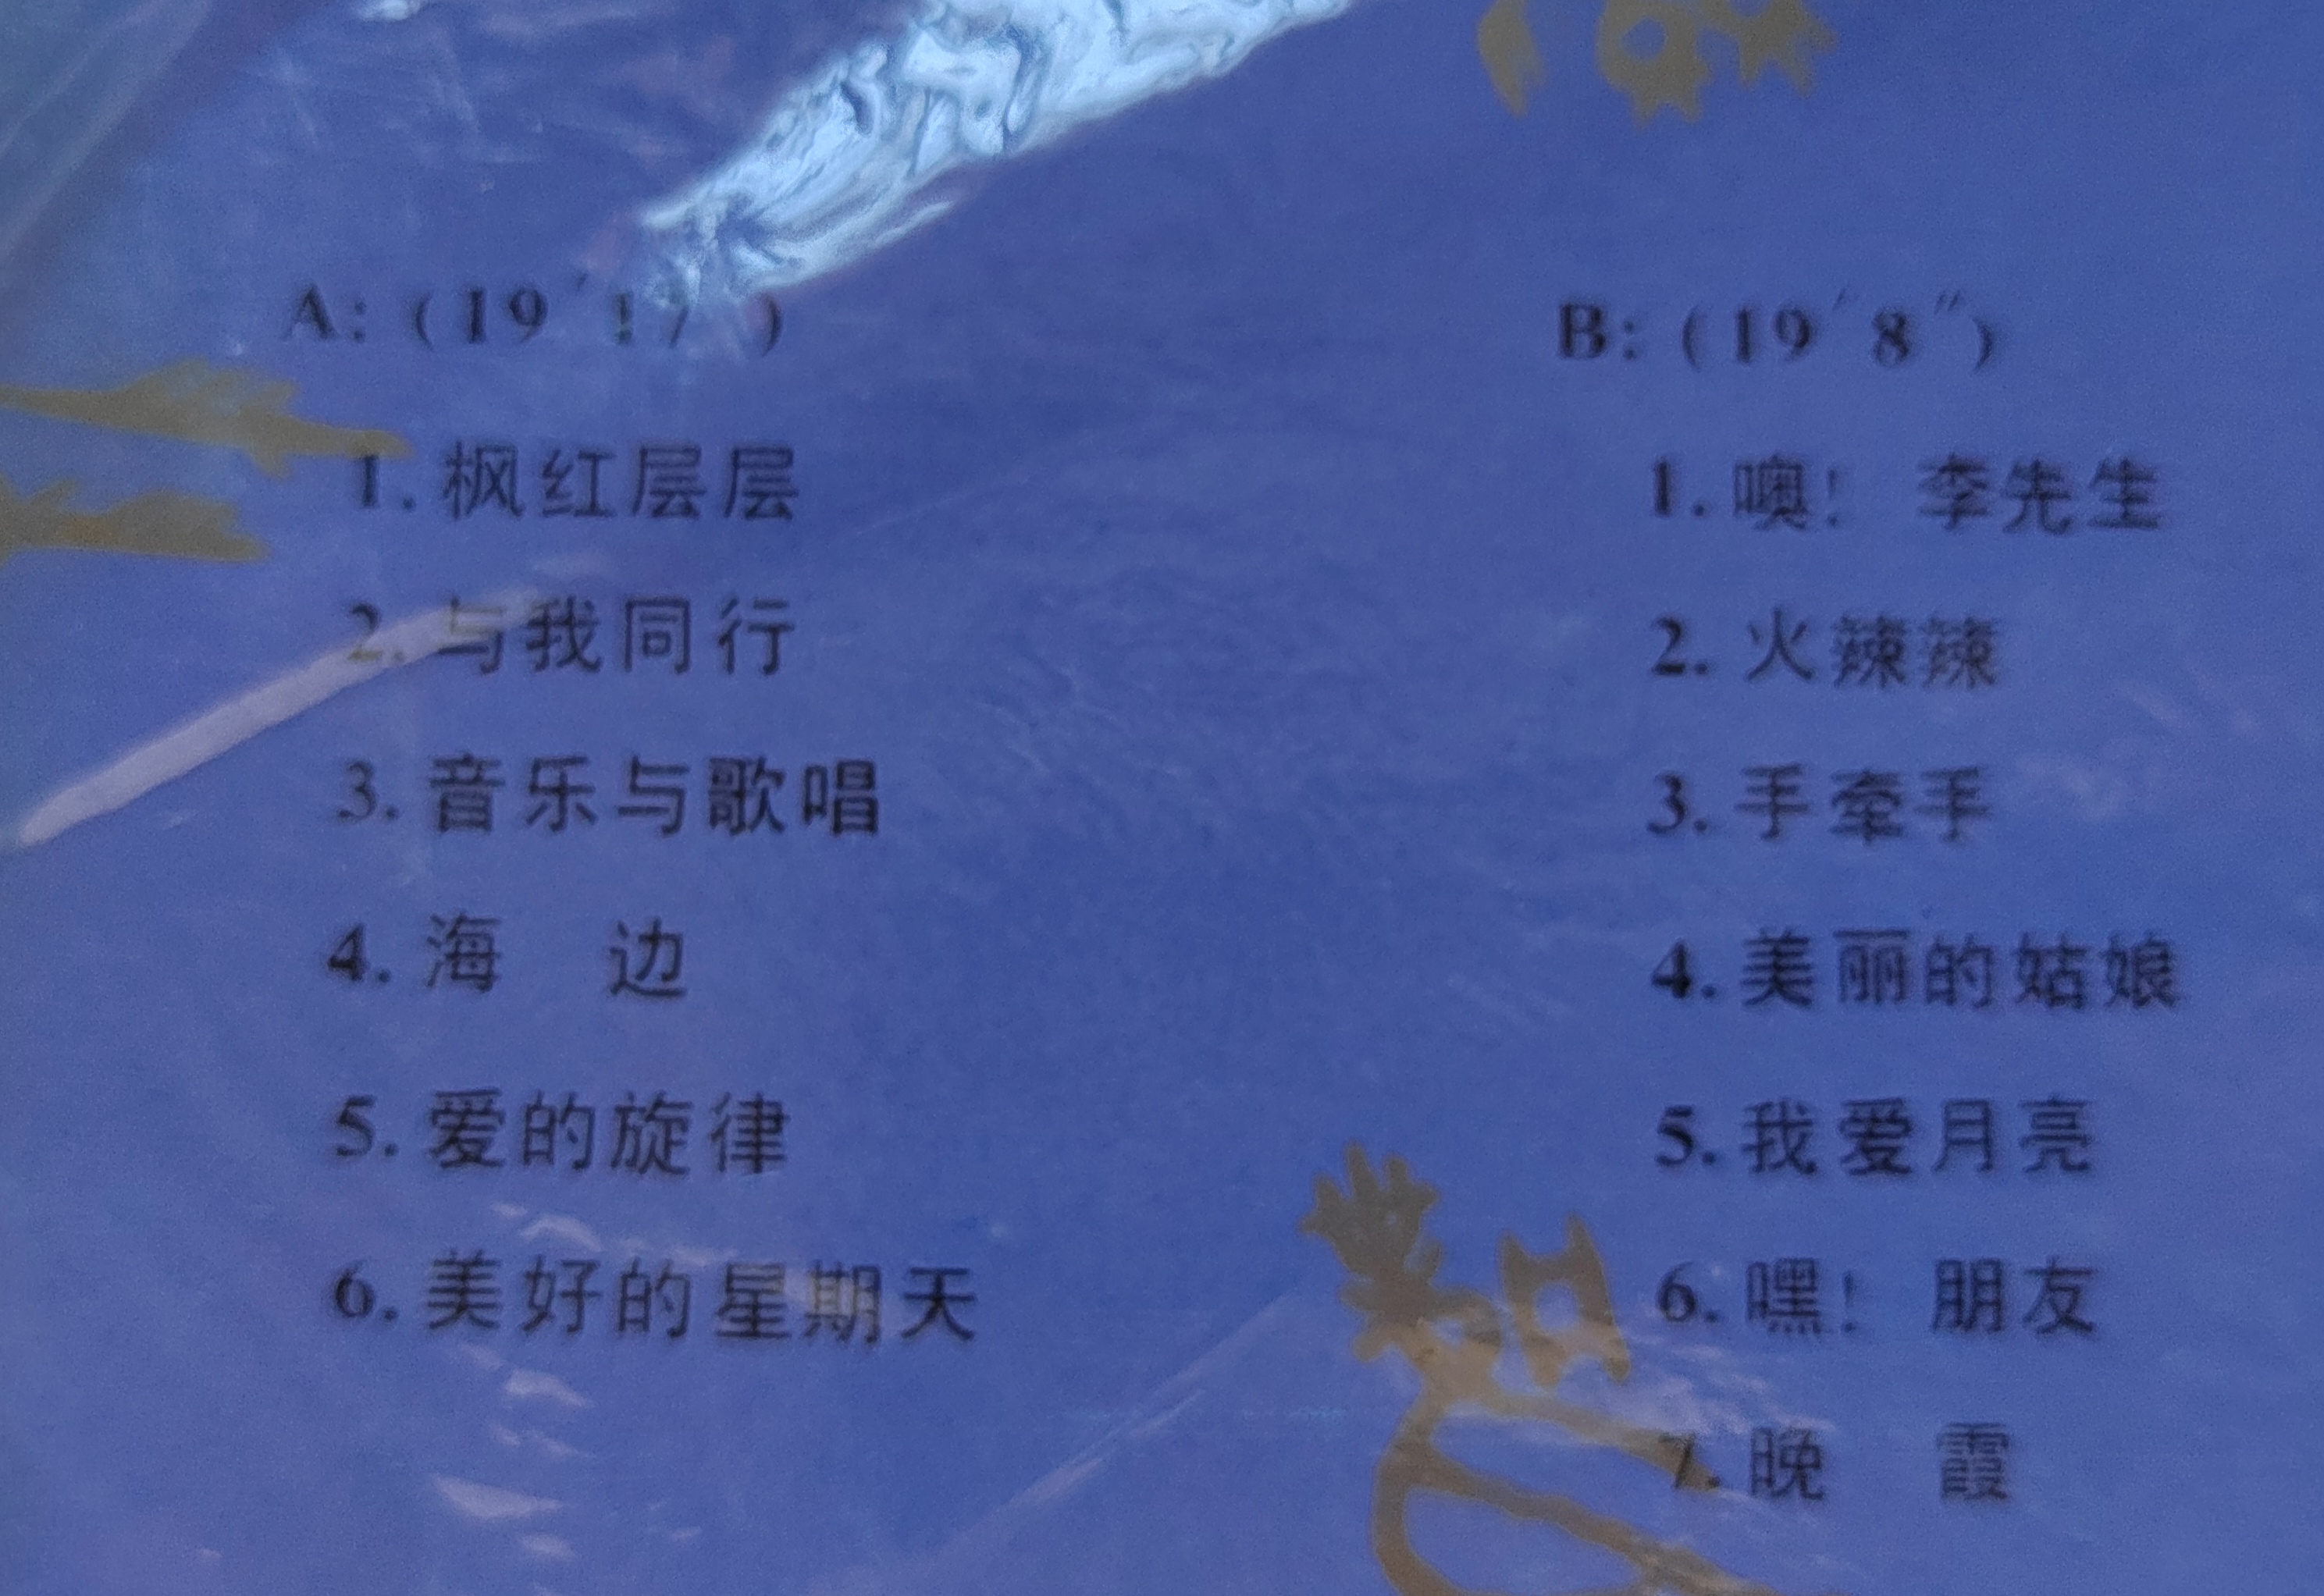 A: (19′17″)
1. 枫红层层
2. 与我同行
3. 音乐与歌唱
4. 海 边
5. 爱的旋律
6. 美好的星期天
B: (19′8″)
1. 噢! 李先生
2. 火辣辣
3. 手牵手
4. 美丽的姑娘
5. 我爱月亮
6. 嘿! 朋友
7. 晚 霞